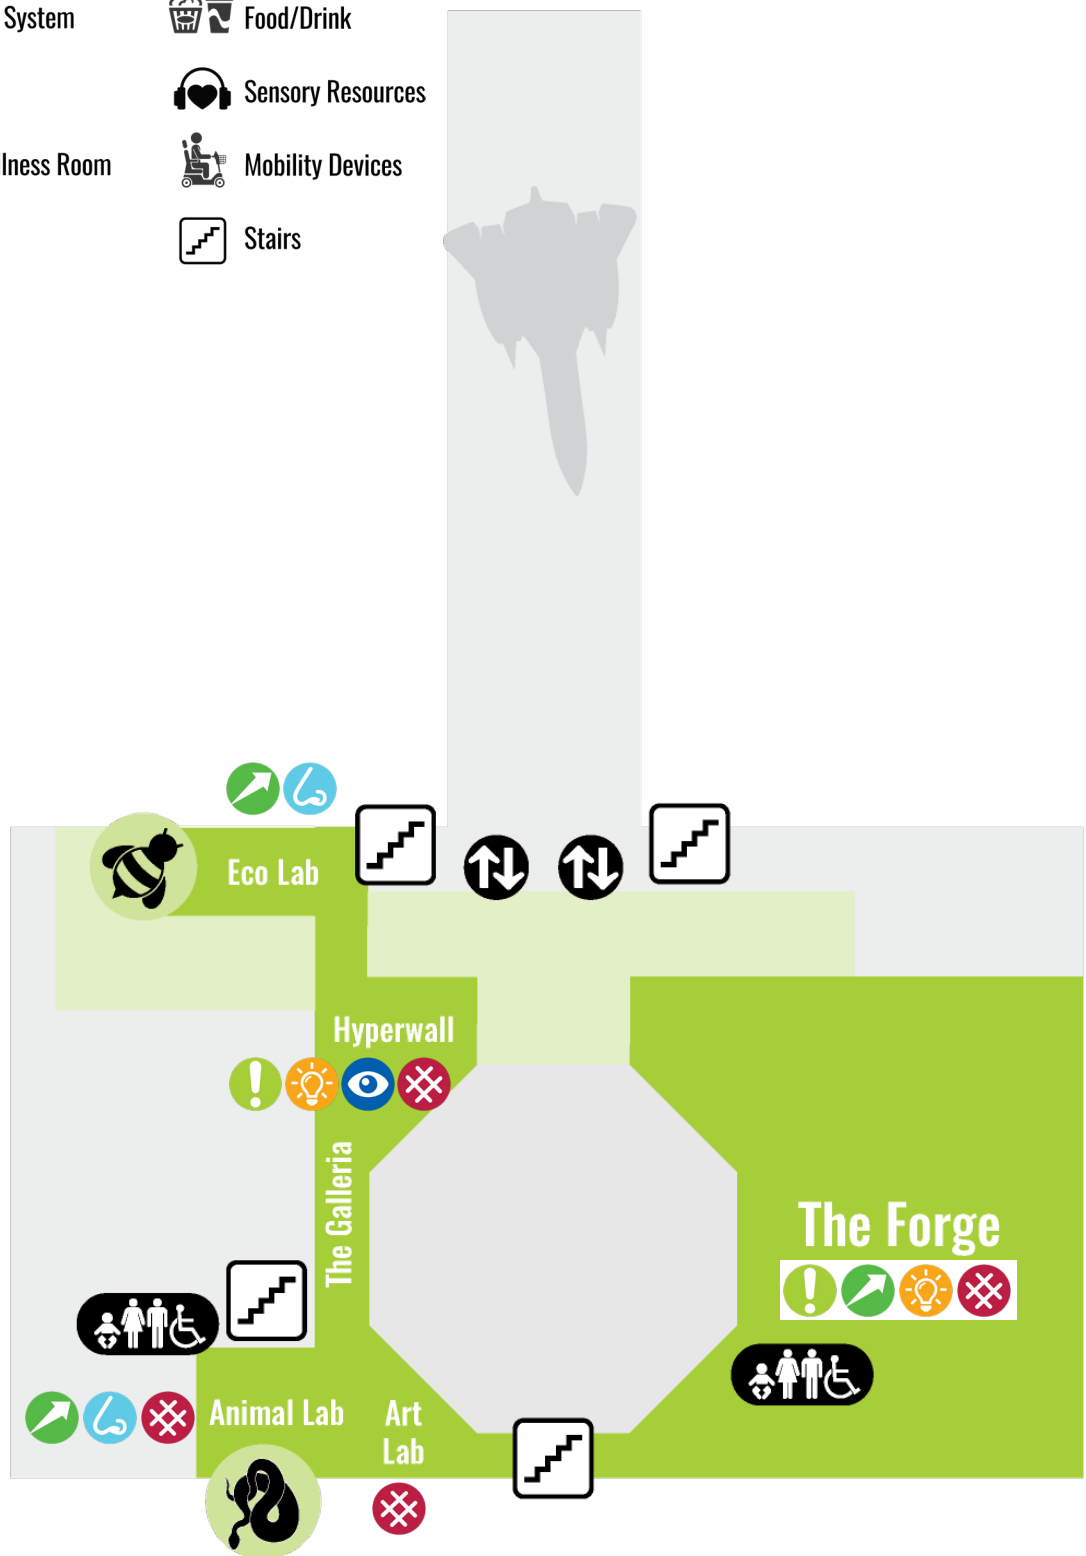 System
Food/Drink
Sensory Resources
Room
Mobility Devices
Stairs
Eco Lab
Hyperwall
The Galleria
The Forge
Animal Lab
Art
Lab